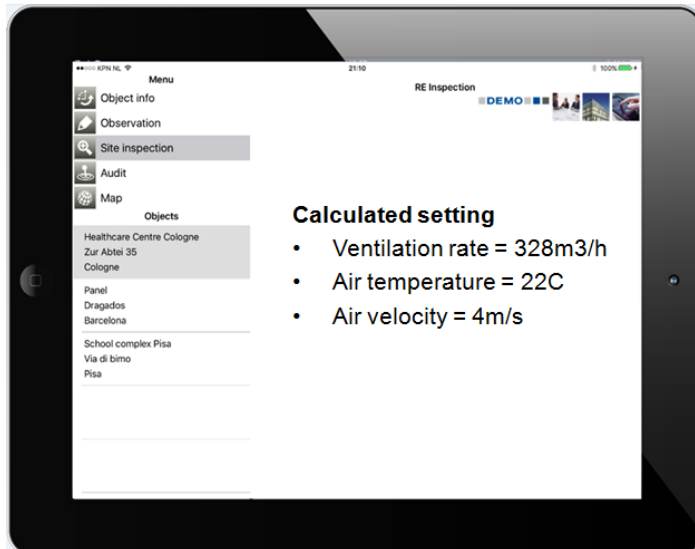 KPN NL
21:10
100%
Menu
RE Inspection
DEMO
Object info
Observation
Site inspection
Audit
Map
Objects
Healthcare Centre Cologne
Zur Abtei 35
Cologne
Panel
Dragados
Barcelona
School complex Pisa
Via di bimo
Pisa
Calculated setting
• Ventilation rate = 328m3/h
• Air temperature = 22C
• Air velocity = 4m/s